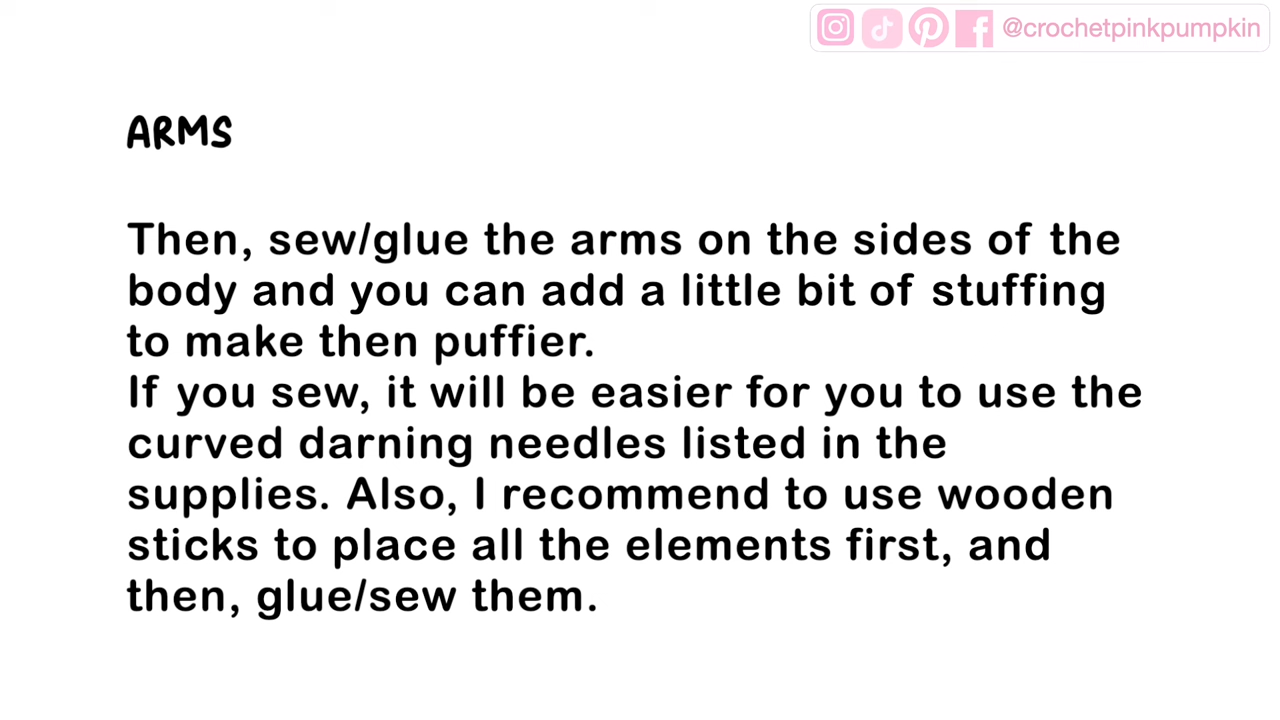 @crochetpinkpumpkin
ARMS
Then, sew/glue the arms on the sides of the
body and you can add a little bit of stuffing
to make then puffier.
If you sew, it will be easier for you to use the
curved darning needles listed in the
supplies. Also, I recommend to use wooden
sticks to place all the elements first, and
then, glue/sew them.